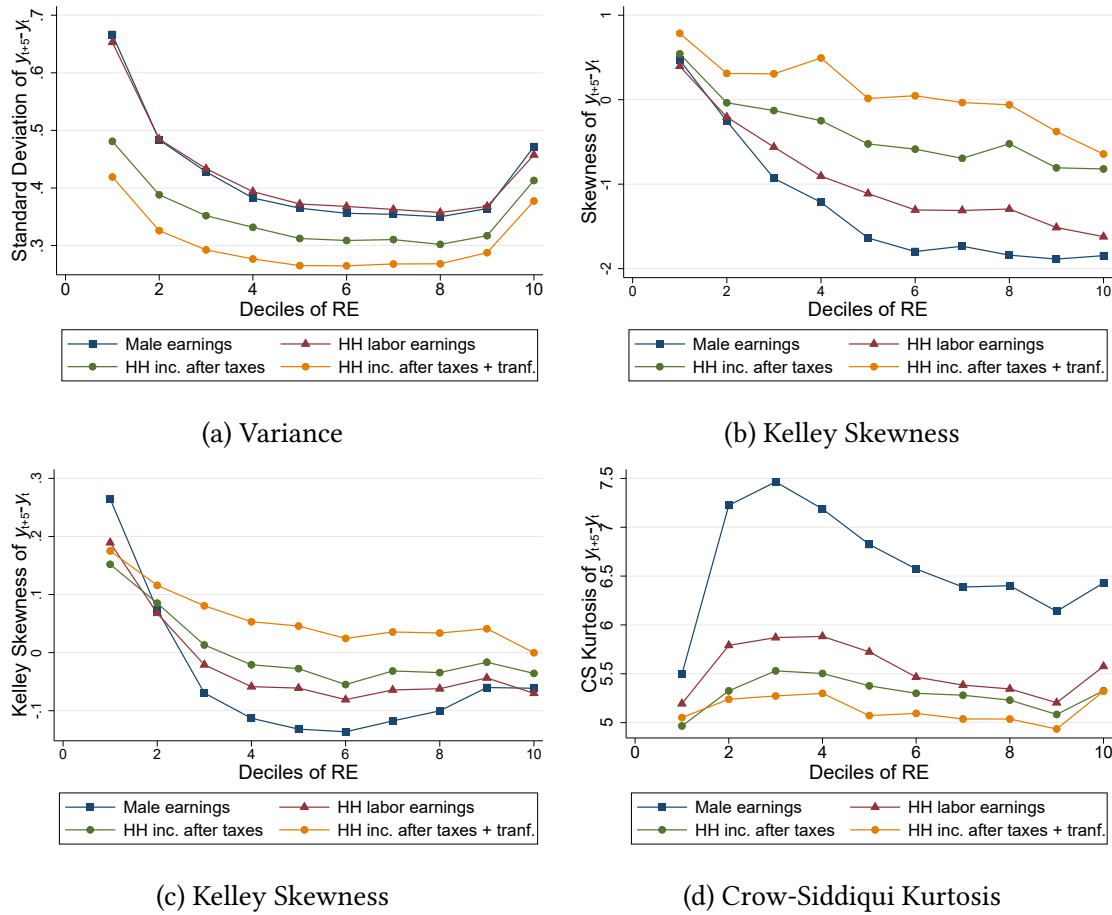 Standard Deviation of yt+5-yt
.7
.6
.5
.4
.3
0 2 4 6 8 10
Deciles of RE
Male earnings HH labor earnings
HH inc. after taxes HH inc. after taxes + tranf.
(a) Variance
Skewness of yt+5-yt
1
0
-1
-2
0 2 4 6 8 10
Deciles of RE
Male earnings HH labor earnings
HH inc. after taxes HH inc. after taxes + tranf.
(b) Kelley Skewness
Kelley Skewness of yt+5-yt
.3
.2
.1
0
-.1
0 2 4 6 8 10
Deciles of RE
Male earnings HH labor earnings
HH inc. after taxes HH inc. after taxes + tranf.
(c) Kelley Skewness
CS Kurtosis of yt+5-yt
7.5
7
6.5
6
5.5
5
0 2 4 6 8 10
Deciles of RE
Male earnings HH labor earnings
HH inc. after taxes HH inc. after taxes + tranf.
(d) Crow-Siddiqui Kurtosis